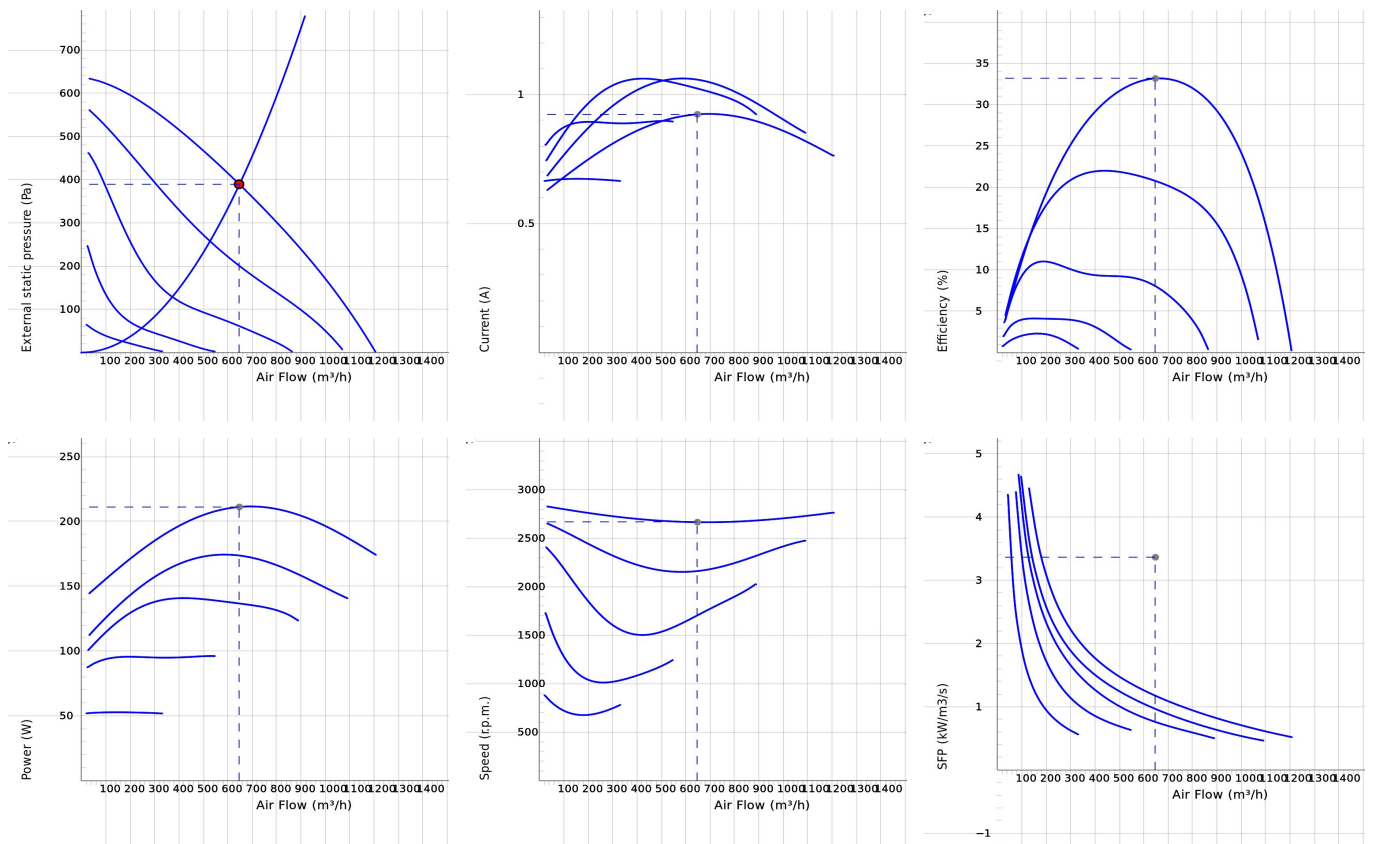 700
600
500
400
300
200
100
External static pressure (Pa)
100 200 300 400 500 600 700 800 900 1000 1100 1200 1300 1400
Air Flow (m³/h)
1
0.5
Current (A)
100 200 300 400 500 600 700 800 900 1000 1100 1200 1300 1400
Air Flow (m³/h)
35
30
25
20
15
10
5
Efficiency (%)
100 200 300 400 500 600 700 800 900 1000 1100 1200 1300 1400
Air Flow (m³/h)
250
200
150
100
50
Power (W)
100 200 300 400 500 600 700 800 900 1000 1100 1200 1300 1400
Air Flow (m³/h)
3000
2500
2000
1500
1000
500
Speed (r.p.m.)
100 200 300 400 500 600 700 800 900 1000 1100 1200 1300 1400
Air Flow (m³/h)
5
4
3
2
1
−1
SFP (kW/m3/s)
100 200 300 400 500 600 700 800 900 1000 1100 1200 1300 1400
Air Flow (m³/h)